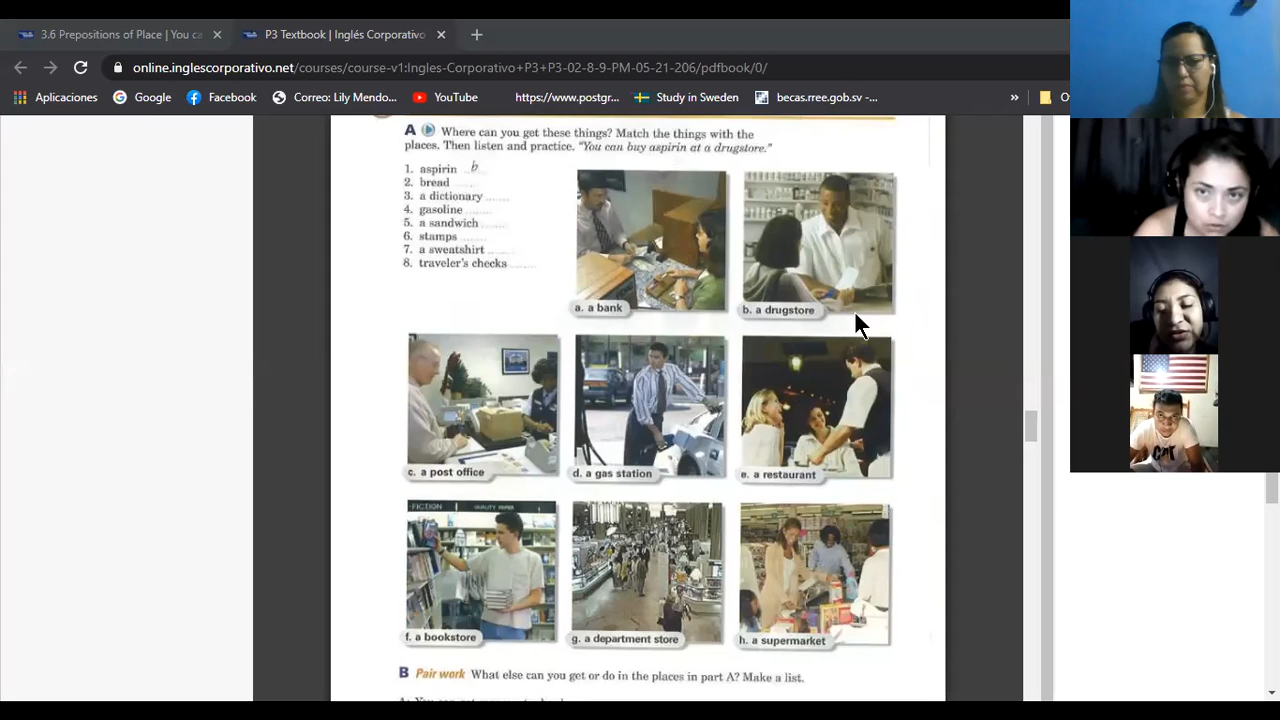 3.6 Prepositions of Place | You ca
P3 Textbook | Inglés Corporativo
online.inglescorporativo.net/courses/course-v1:Ingles-Corporativo+P3+P3-02-8-9-PM-05-21-206/pdfbook/0/
Aplicaciones Google Facebook Correo: Lily Mondo... YouTube https://www.postgr... Study in Sweden becas.rree.gob.sv -... » O
A Where can you get these things? Match the things with the
places. Then listen and practice. "You can buy aspirin at a drugstore."
1. aspirin b
2. bread ........
3. a dictionary ........
4. gasoline ........
5. a sandwich ........
6. stamps ........
7. a sweatshirt ........
8. traveler's checks ........
a. a bank
b. a drugstore
c. a post office
d. a gas station
e. a restaurant
FICTION QUALITY PAPER
f. a bookstore
g. a department store
h. a supermarket
B Pair work What else can you get or do in the places in part A? Make a list.